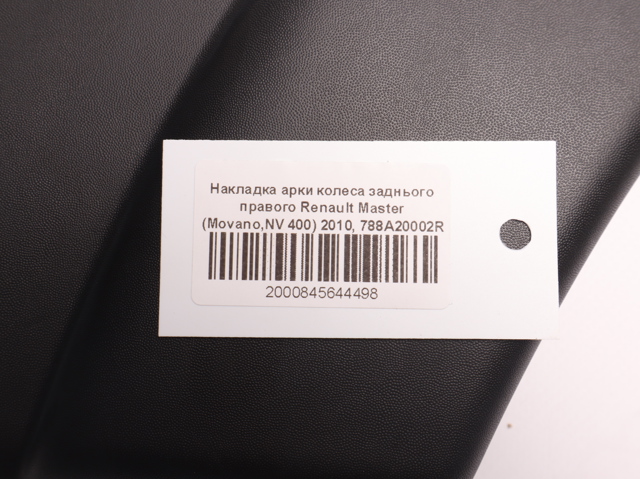 Накладка арки колеса заднього
правого Renault Master
(Movano,NV 400) 2010, 788A20002R
2000845644498